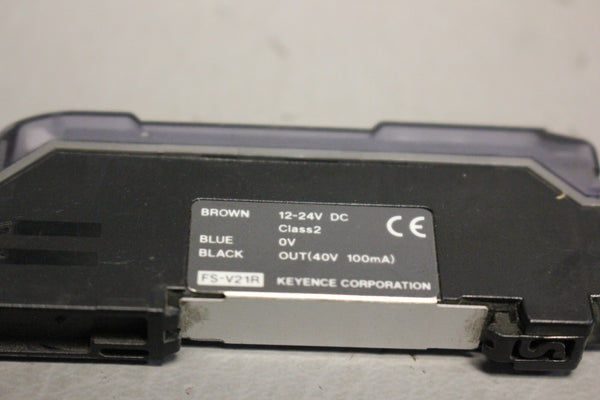 BROWN 12-24V DC
Class2
BLUE 0V
BLACK OUT(40V 100mA)
FS-V21R KEYENCE CORPORATION
CE
S